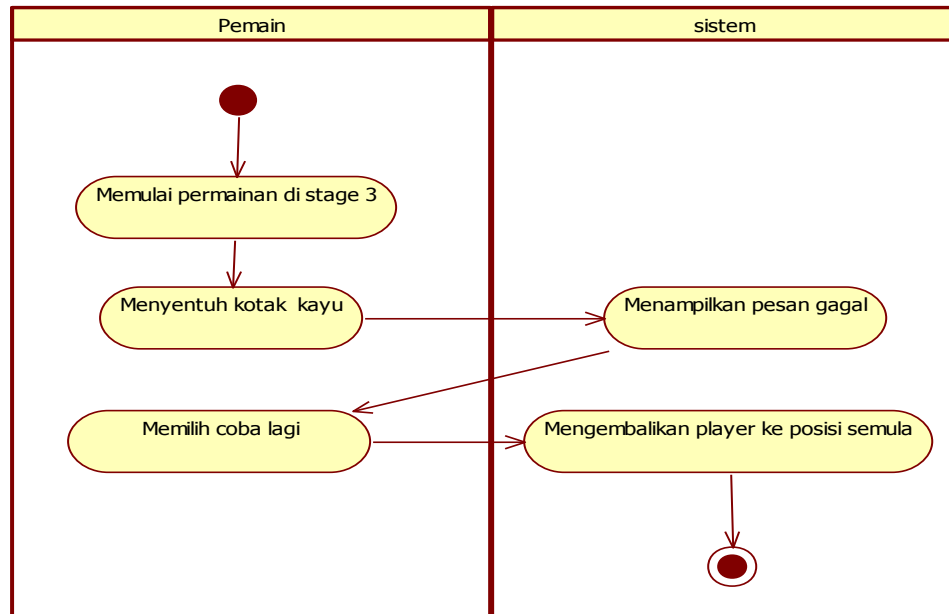 Pemain
sistem
Memulai permainan di stage 3
Menyentuh kotak kayu
Menampilkan pesan gagal
Memilih coba lagi
Mengembalikan player ke posisi semula